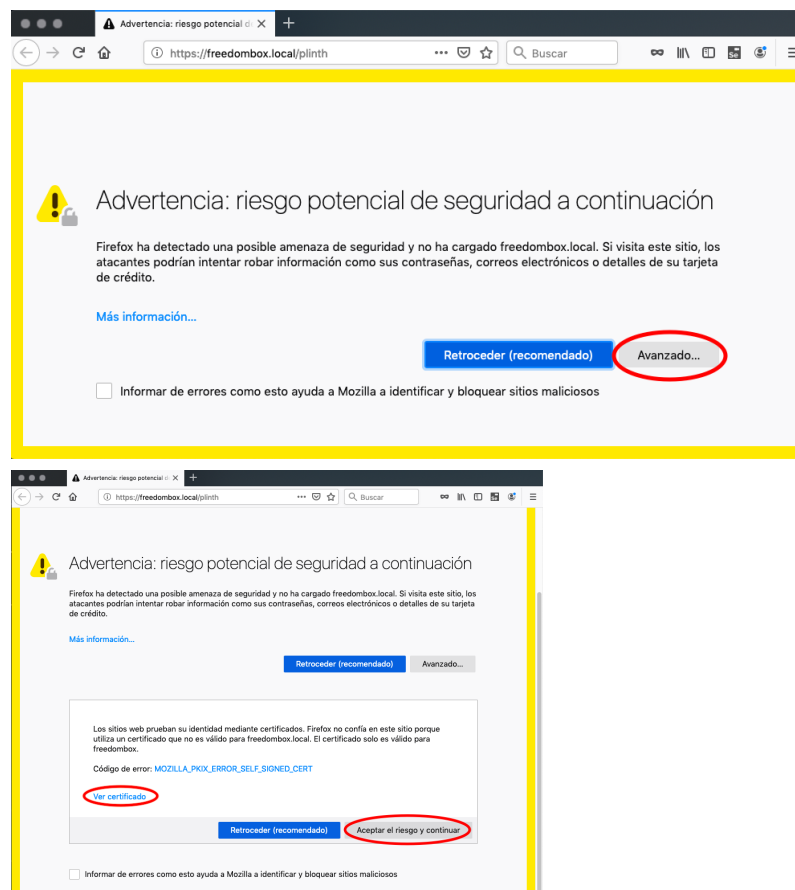 Advertencia: riesgo potencial d
https://freedombox.local/plinth
Buscar
Se
Advertencia: riesgo potencial de seguridad a continuación
Firefox ha detectado una posible amenaza de seguridad y no ha cargado freedombox.local. Si visita este sitio, los
atacantes podrían intentar robar información como sus contraseñas, correos electrónicos o detalles de su tarjeta
de crédito.
Más información...
Retroceder (recomendado)
Avanzado...
Informar de errores como esto ayuda a Mozilla a identificar y bloquear sitios maliciosos
Advertencia: riesgo potencial d
https://freedombox.local/plinth
Buscar
Se
Advertencia: riesgo potencial de seguridad a continuación
Firefox ha detectado una posible amenaza de seguridad y no ha cargado freedombox.local. Si visita este sitio, los
atacantes podrían intentar robar información como sus contraseñas, correos electrónicos o detalles de su tarjeta
de crédito.
Más información...
Retroceder (recomendado)
Avanzado...
Los sitios web prueban su identidad mediante certificados. Firefox no confía en este sitio porque
utiliza un certificado que no es válido para freedombox.local. El certificado solo es válido para
freedombox.
Código de error: MOZILLA_PKIX_ERROR_SELF_SIGNED_CERT
Ver certificado
Retroceder (recomendado)
Aceptar el riesgo y continuar
Informar de errores como esto ayuda a Mozilla a identificar y bloquear sitios maliciosos